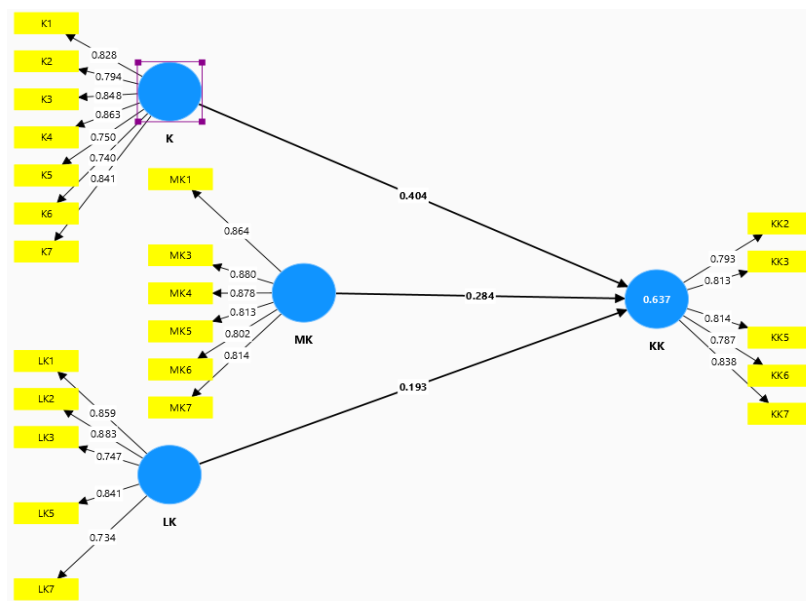 K1
K2
K3
K4
K5
K6
K7
0.828
0.794
0.848
0.863
0.750
0.740
0.841
K
0.404
MK1
MK3
MK4
MK5
MK6
MK7
0.864
0.880
0.878
0.813
0.802
0.814
MK
0.284
LK1
LK2
LK3
LK5
LK7
0.859
0.883
0.747
0.841
0.734
LK
0.193
0.637
KK
0.793
0.813
0.814
0.787
0.838
KK2
KK3
KK5
KK6
KK7